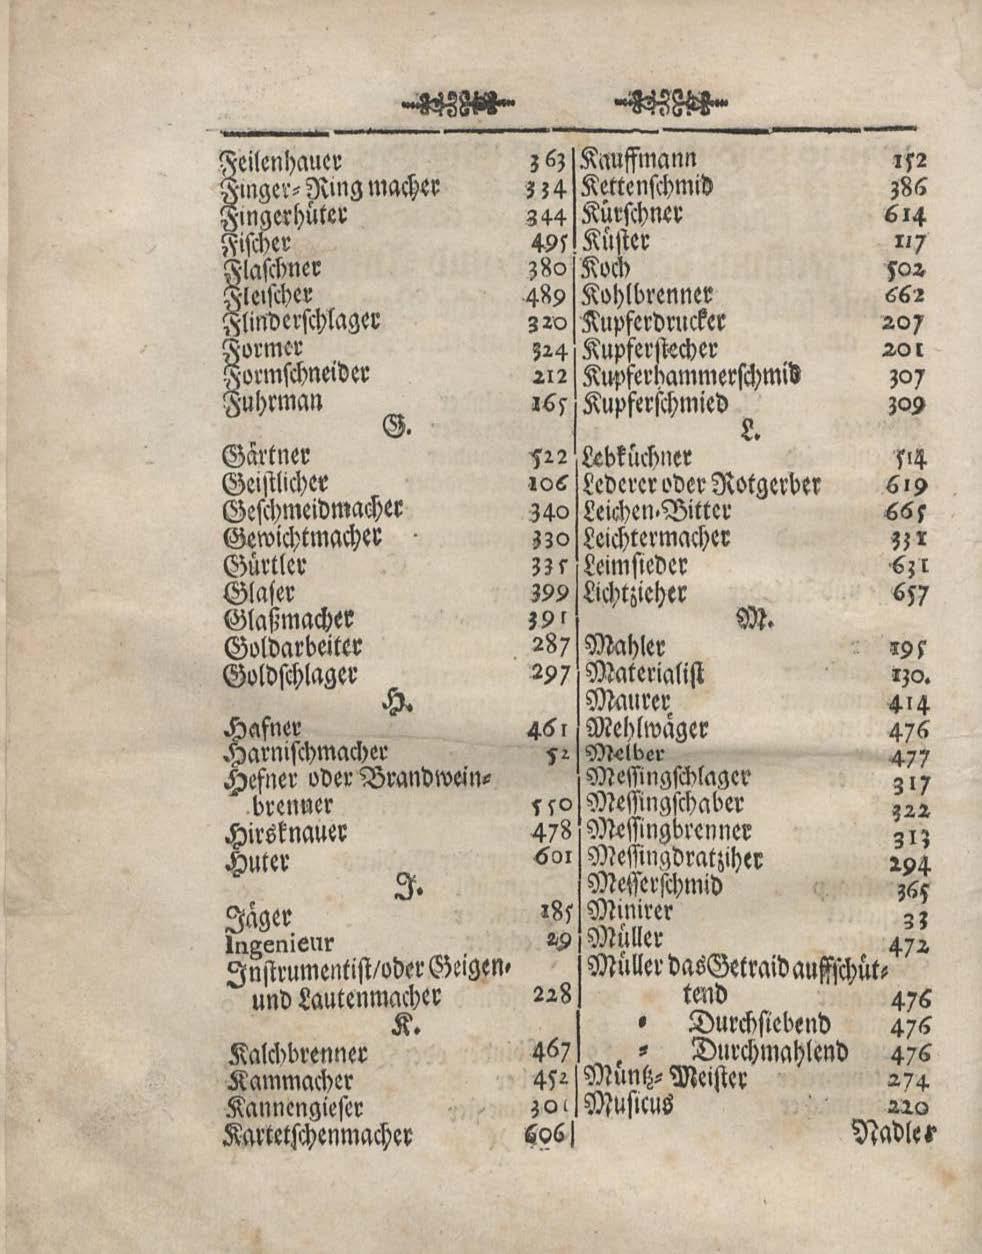 Feilenhauer 363
Finger-Ring macher 334
Fingerhüter 344
Fischer 495
Flaschner 380
Fleischer 489
Flinderschlager 320
Former 324
Formschneider 212
Fuhrman 165
G.
Gärtner 522
Geistlicher 106
Geschmeidmacher 340
Gewichtmacher 330
Gürtler 335
Glaser 399
Glaßmacher 391
Goldarbeiter 287
Goldschlager 297
H.
Hafner 461
Harnischmacher 52
Hefner oder Brandwein-
brenner 550
Hirsknauer 478
Huter 601
J.
Jäger 185
Ingenieur 29
Instrumentist/oder Geigen-
und Lautenmacher 228
K.
Kalchbrenner 467
Kammacher 452
Kannengieser 301
Kartetschenmacher 606
Kauffmann 152
Kettenschmid 386
Kürschner 614
Küster 117
Koch 502
Kohlbrenner 662
Kupferdrucker 207
Kupferstecher 201
Kupferhammerschmid 307
Kupferschmied 309
L.
Lebküchner 514
Lederer oder Rotgerber 619
Leichen-Bitter 665
Leichtermacher 331
Leimsieder 631
Lichtzieher 657
M.
Mahler 195
Materialist 130.
Maurer 414
Mehlwäger 476
Melber 477
Messingschlager 317
Messingschaber 322
Messingbrenner 313
Messingdratziher 294
Messerschmid 365
Minirer 33
Müller 472
Müller das Getraid auffschüt-
tend 476
- Durchsiebend 476
- Durchmahlend 476
Müntz-Meister 274
Musicus 220
Nadler